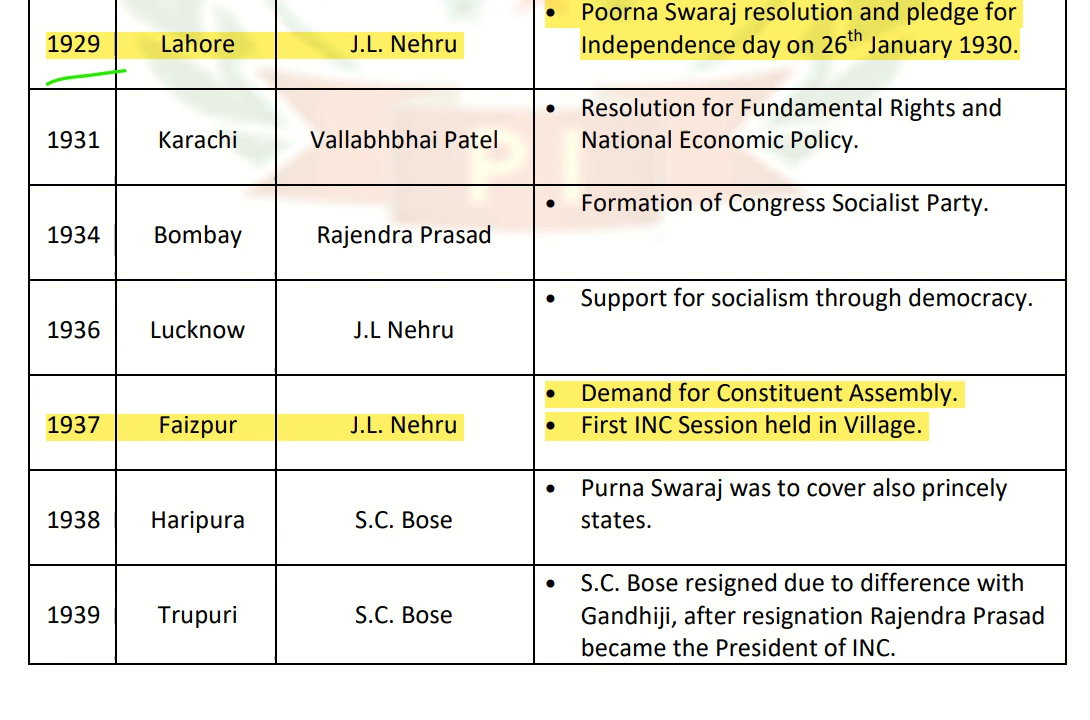 • Poorna Swaraj resolution and pledge for
1929 Lahore J.L. Nehru Independence day on 26th January 1930.
• Resolution for Fundamental Rights and
1931 Karachi Vallabhbhai Patel National Economic Policy.
• Formation of Congress Socialist Party.
1934 Bombay Rajendra Prasad
• Support for socialism through democracy.
1936 Lucknow J.L Nehru
• Demand for Constituent Assembly.
1937 Faizpur J.L. Nehru • First INC Session held in Village.
• Purna Swaraj was to cover also princely
1938 Haripura S.C. Bose states.
• S.C. Bose resigned due to difference with
1939 Trupuri S.C. Bose Gandhiji, after resignation Rajendra Prasad
became the President of INC.
PI